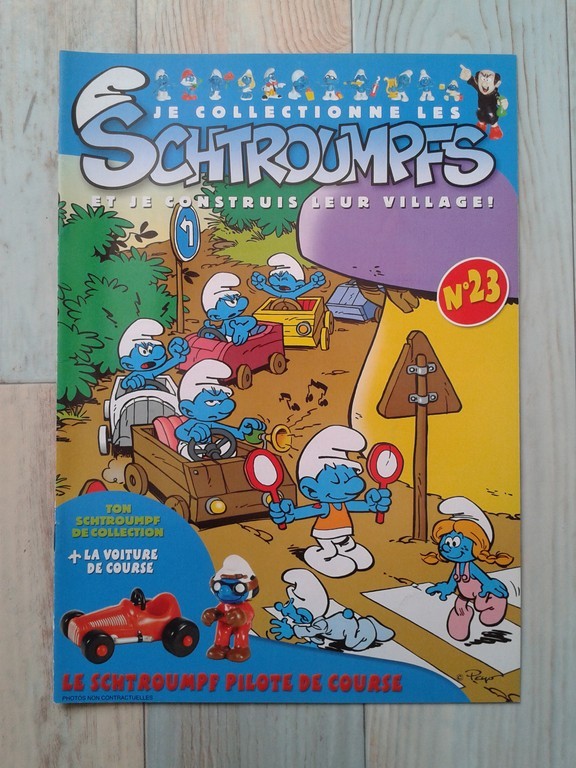 JE COLLECTIONNE LES
SCHTROUMPFS
ET JE CONSTRUIS LEUR VILLAGE!
N°23
TON
SCHTROUMPF
DE COLLECTION
+ LA VOITURE
DE COURSE
© Peyo
LE SCHTROUMPF PILOTE DE COURSE
PHOTOS NON CONTRACTUELLES